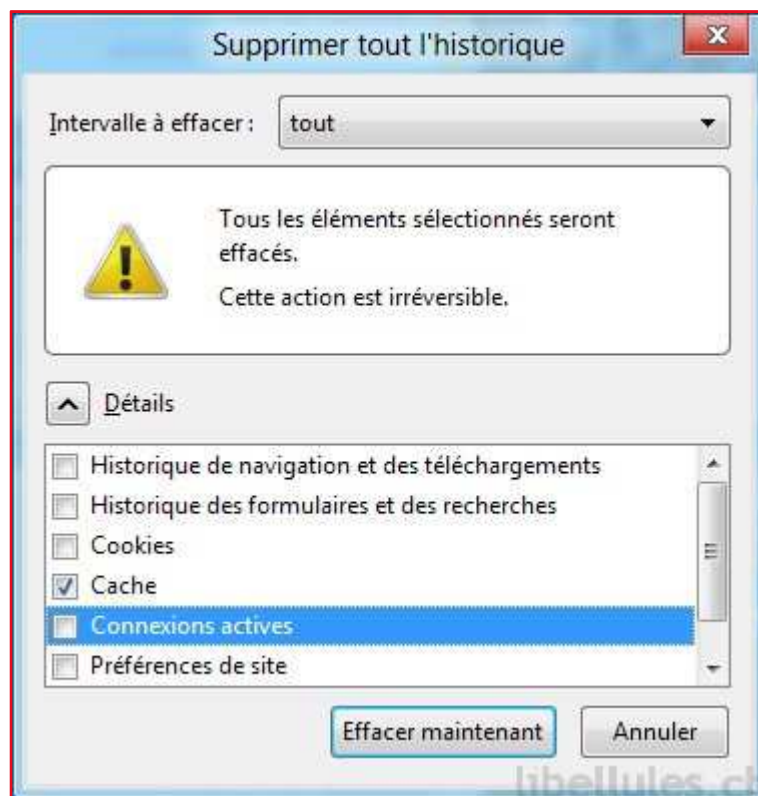 Supprimer tout l'historique
Intervalle à effacer : tout
Tous les éléments sélectionnés seront
effacés.
Cette action est irréversible.
Détails
Historique de navigation et des téléchargements
Historique des formulaires et des recherches
Cookies
Cache
Connexions actives
Préférences de site
Effacer maintenant Annuler
libellules.ch